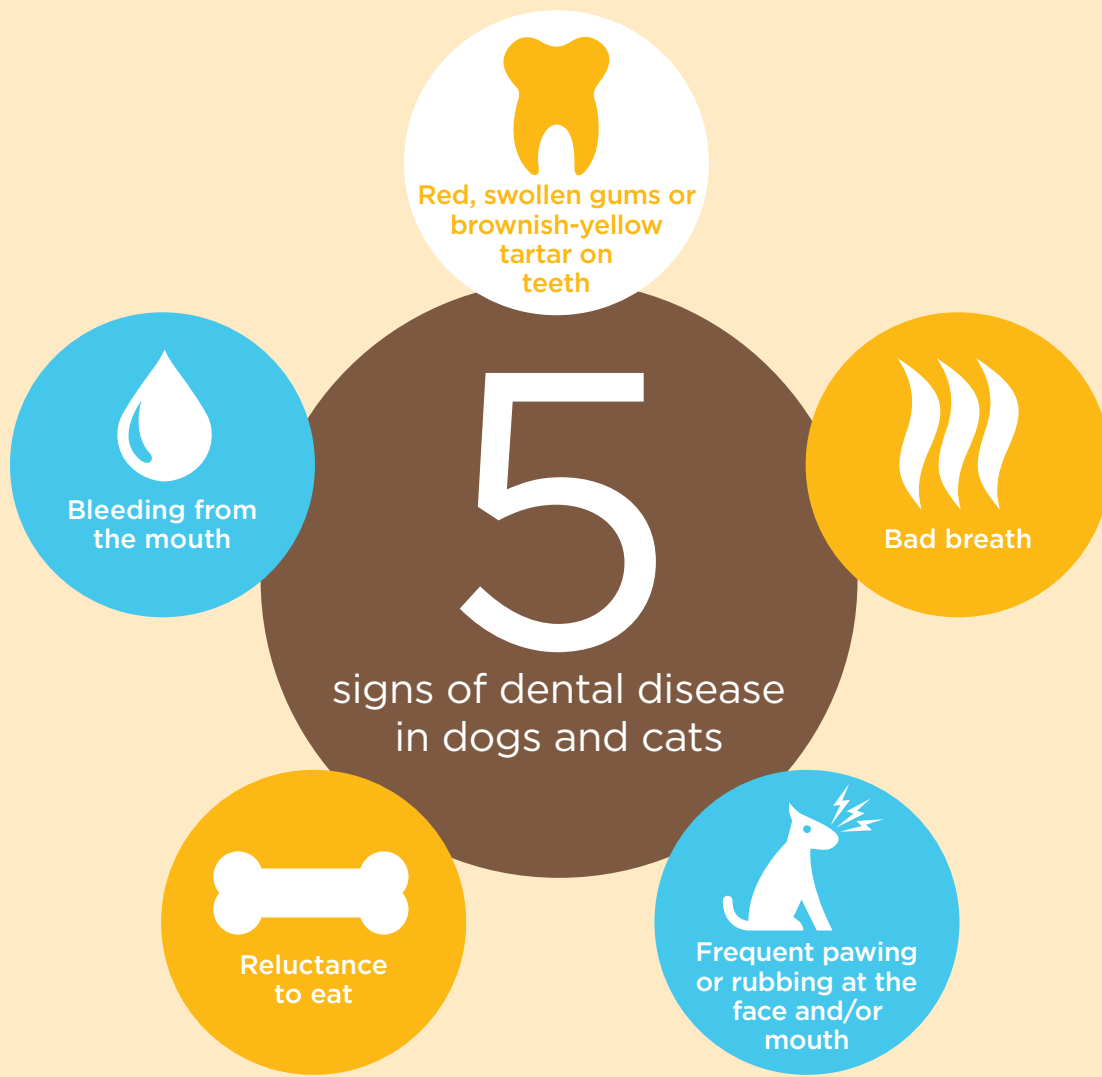 Red, swollen gums or
brownish-yellow
tartar on
teeth
Bleeding from
the mouth
Bad breath
5
signs of dental disease
in dogs and cats
Reluctance
to eat
Frequent pawing
or rubbing at the
face and/or
mouth